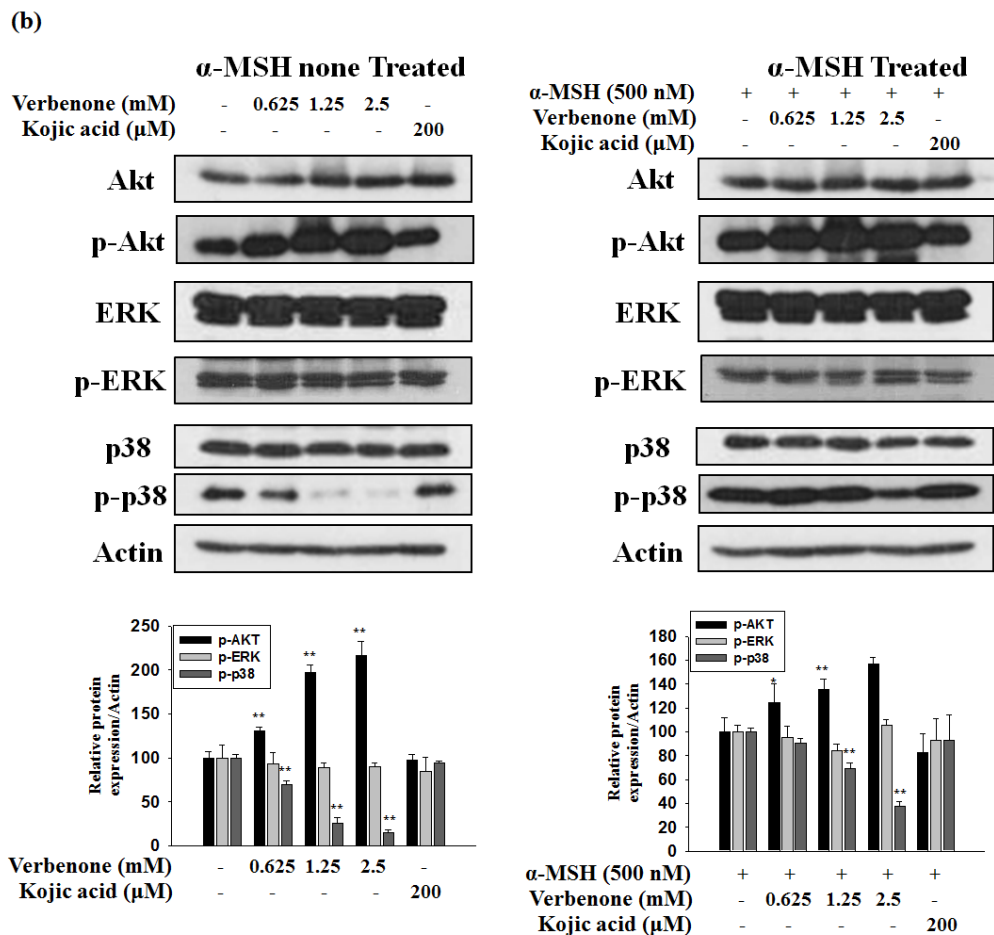 (b)
α-MSH none Treated
Verbenone (mM) - 0.625 1.25 2.5 -
Kojic acid (μM) - - - - 200
Akt
p-Akt
ERK
p-ERK
p38
p-p38
Actin
250
200
150
100
50
0
Relative protein
expression/Actin
p-AKT
p-ERK
p-p38
** ** ** ** ** **
Verbenone (mM) - 0.625 1.25 2.5 -
Kojic acid (μM) - - - - 200
α-MSH Treated
α-MSH (500 nM) + + + + +
Verbenone (mM) - 0.625 1.25 2.5 -
Kojic acid (μM) - - - - 200
Akt
p-Akt
ERK
p-ERK
p38
p-p38
Actin
180
160
140
120
100
80
60
40
20
0
Relative protein
expression/Actin
p-AKT
p-ERK
p-p38
* ** ** **
α-MSH (500 nM) + + + + +
Verbenone (mM) - 0.625 1.25 2.5 -
Kojic acid (μM) - - - - 200